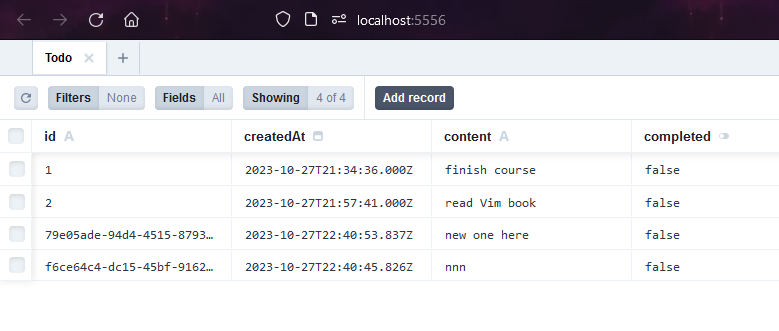 localhost:5556
Todo
Filters None Fields All Showing 4 of 4 Add record
id A createdAt content A completed
1 2023-10-27T21:34:36.000Z finish course false
2 2023-10-27T21:57:41.000Z read Vim book false
79e05ade-94d4-4515-8793… 2023-10-27T22:40:53.837Z new one here false
f6ce64c4-dc15-45bf-9162… 2023-10-27T22:40:45.826Z nnn false